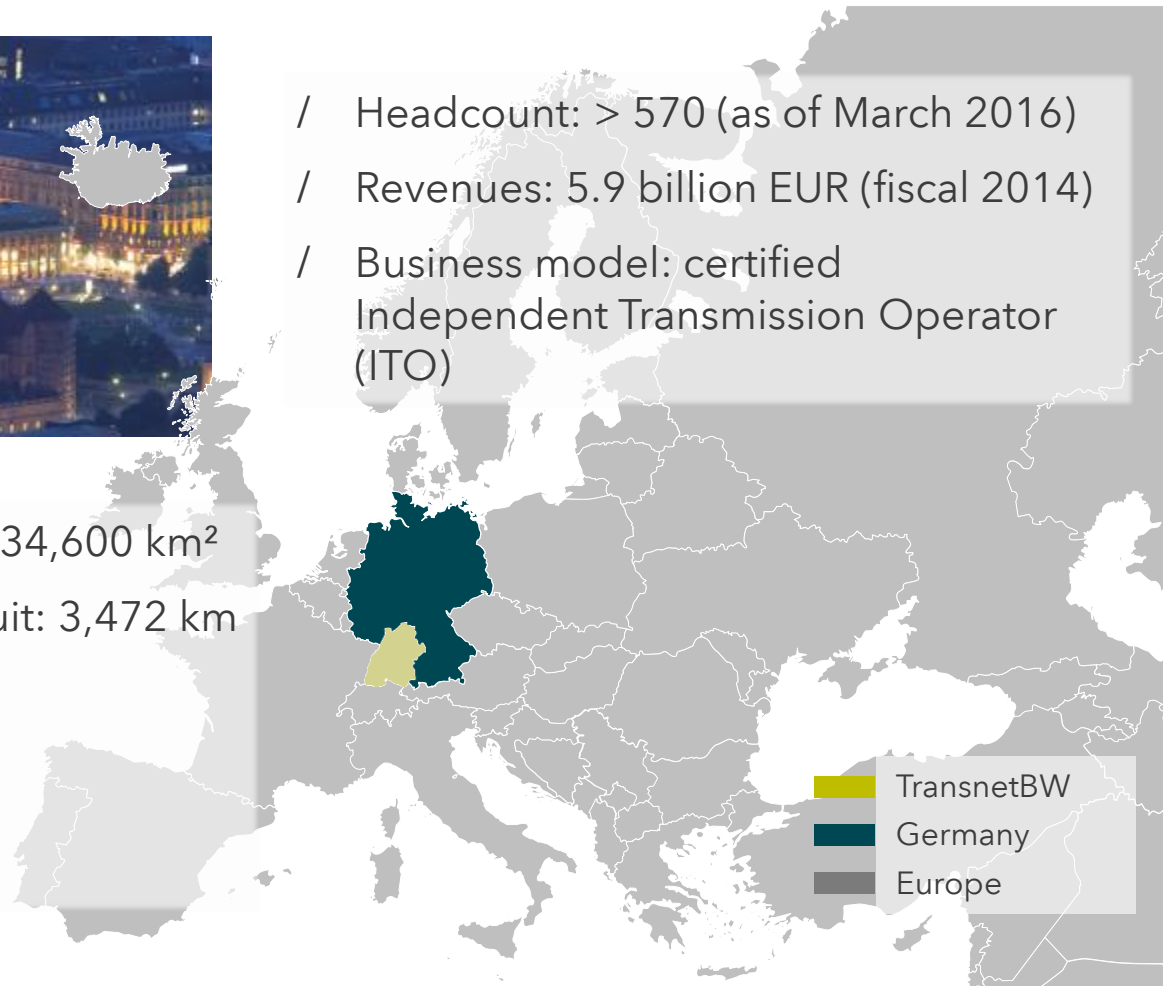 / Headcount: > 570 (as of March 2016)
/ Revenues: 5.9 billion EUR (fiscal 2014)
/ Business model: certified
Independent Transmission Operator
(ITO)
34,600 km²
uit: 3,472 km
TransnetBW
Germany
Europe